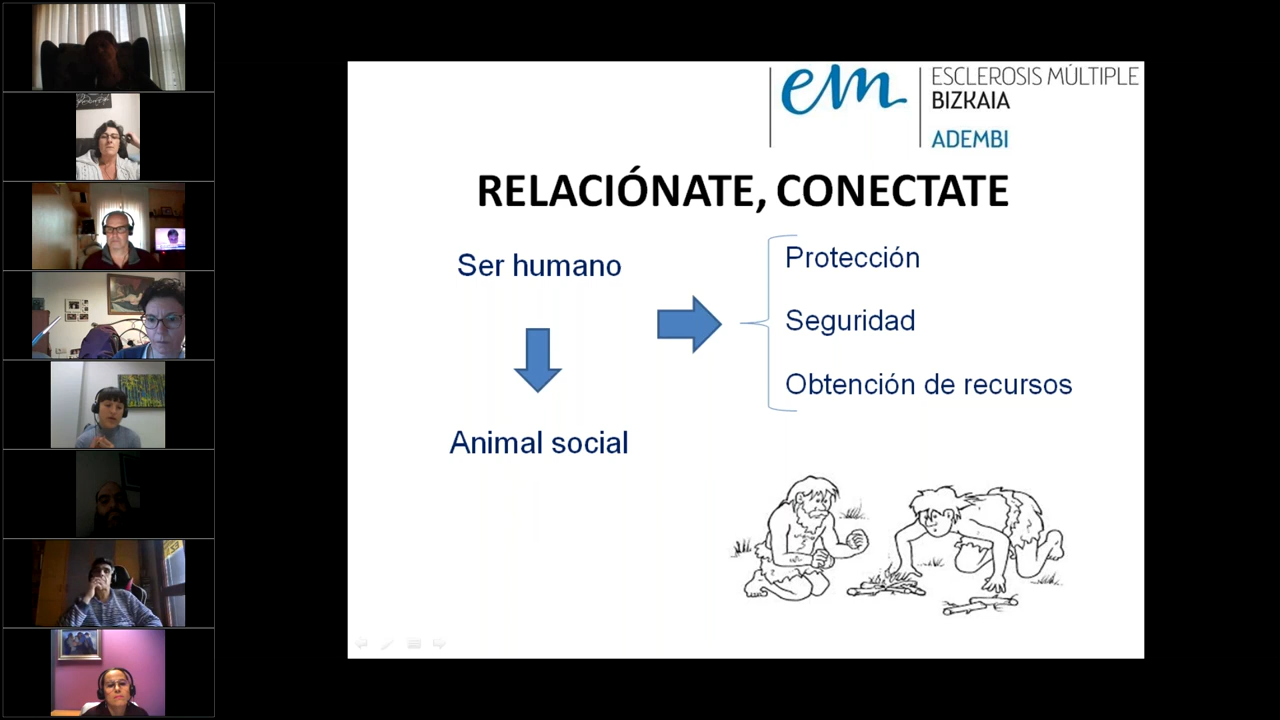 em
ESCLEROSIS MÚLTIPLE
BIZKAIA
ADEMBI
RELACIÓNATE, CONECTATE
Ser humano
Protección
Seguridad
Obtención de recursos
Animal social